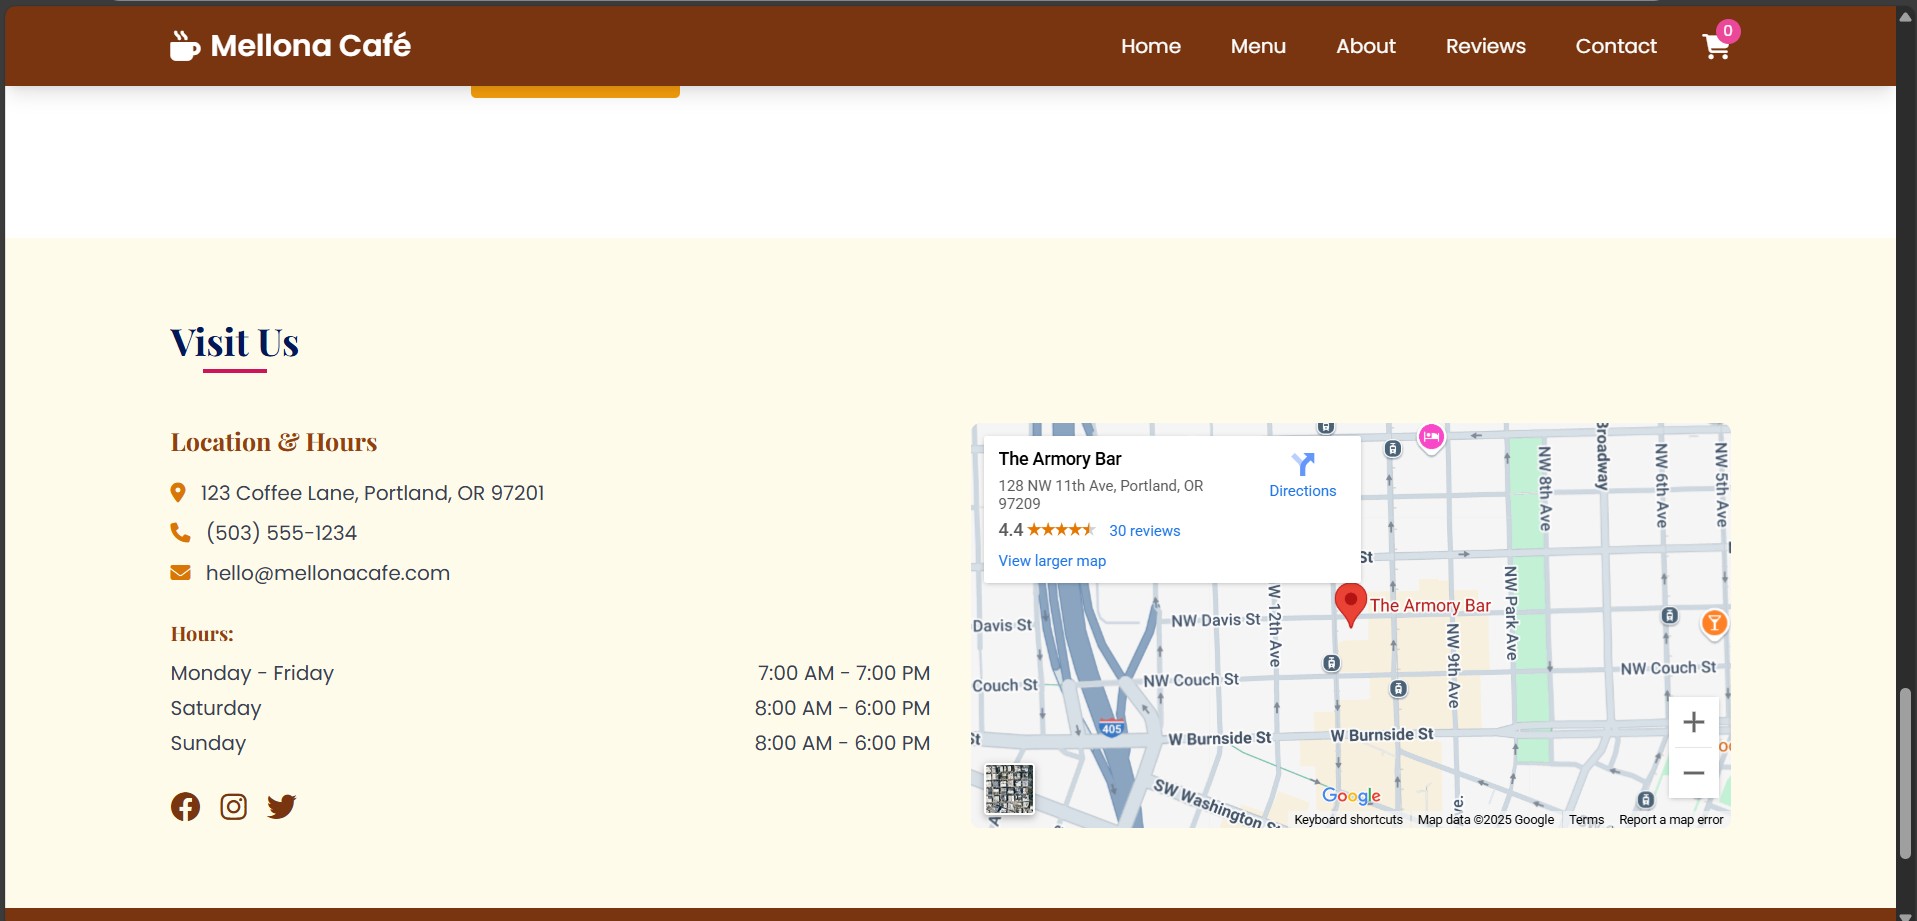 Mellona Café
Home
Menu
About
Reviews
Contact
0
Visit Us
Location & Hours
123 Coffee Lane, Portland, OR 97201
(503) 555-1234
hello@mellonacafe.com
Hours:
Monday - Friday
7:00 AM - 7:00 PM
Saturday
8:00 AM - 6:00 PM
Sunday
8:00 AM - 6:00 PM
The Armory Bar
128 NW 11th Ave, Portland, OR
97209
Directions
4.4
30 reviews
View larger map
Broadway
NW 8th Ave
NW 6th Ave
NW 5th Ave
St
The Armory Bar
NW Park Ave
W 12th Ave
Davis St
NW Davis St
NW 9th Ave
Couch St
NW Couch St
NW Couch St
405
St
W Burnside St
W Burnside St
SW Washington S
ve.
Google
Keyboard shortcuts
Map data ©2025 Google
Terms
Report a map error